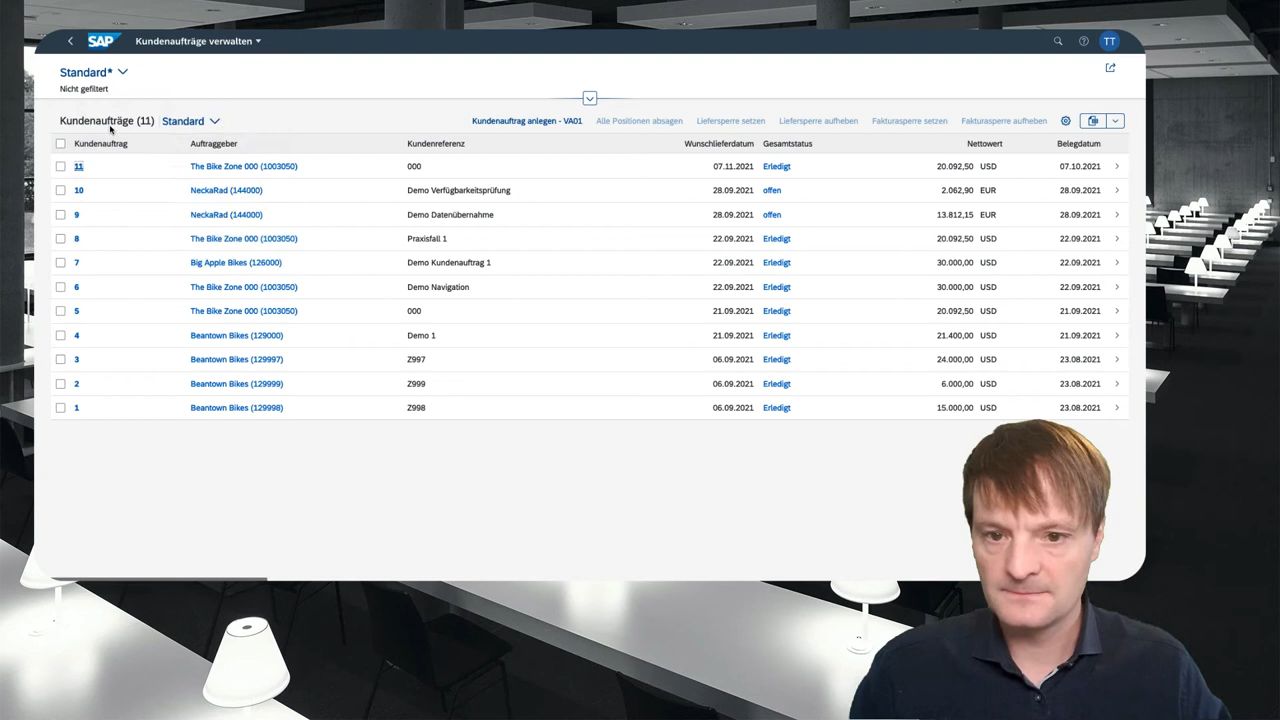 SAP Kundenaufträge verwalten TT
Standard*
Nicht gefiltert
Kundenaufträge (11) Standard Kundenauftrag anlegen - VA01 Alle Positionen absagen Liefersperre setzen Liefersperre aufheben Fakturasperre setzen Fakturasperre aufheben
Kundenauftrag Auftraggeber Kundenreferenz Wunschlieferdatum Gesamtstatus Nettowert Belegdatum
11 The Bike Zone 000 (1003050) 000 07.11.2021 Erledigt 20.092,50 USD 07.10.2021
10 NeckaRad (144000) Demo Verfügbarkeitsprüfung 28.09.2021 offen 2.062,90 EUR 28.09.2021
9 NeckaRad (144000) Demo Datenübernahme 28.09.2021 offen 13.812,15 EUR 28.09.2021
8 The Bike Zone 000 (1003050) Praxisfall 1 22.09.2021 Erledigt 20.092,50 USD 22.09.2021
7 Big Apple Bikes (126000) Demo Kundenauftrag 1 22.09.2021 Erledigt 30.000,00 USD 22.09.2021
6 The Bike Zone 000 (1003050) Demo Navigation 22.09.2021 Erledigt 30.000,00 USD 22.09.2021
5 The Bike Zone 000 (1003050) 000 21.09.2021 Erledigt 20.092,50 USD 21.09.2021
4 Beantown Bikes (129000) Demo 1 21.09.2021 Erledigt 21.400,00 USD 21.09.2021
3 Beantown Bikes (129997) Z997 06.09.2021 Erledigt 24.000,00 USD 23.08.2021
2 Beantown Bikes (129999) Z999 06.09.2021 Erledigt 6.000,00 USD 23.08.2021
1 Beantown Bikes (129998) Z998 06.09.2021 Erledigt 15.000,00 USD 23.08.2021